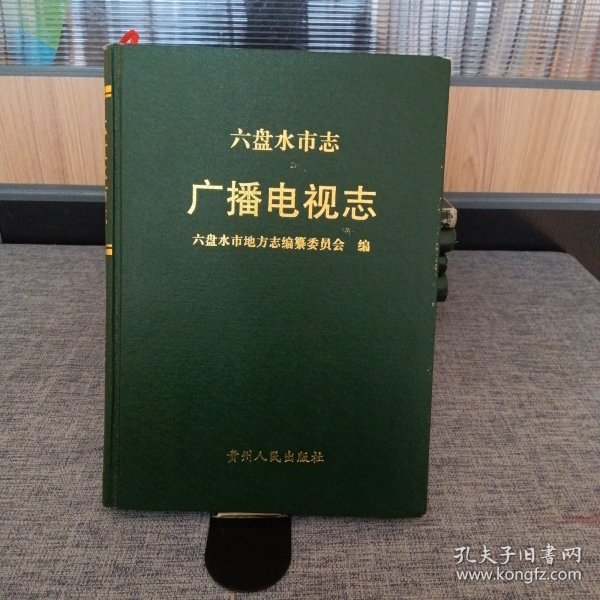 六盘水市志
广播电视志
六盘水市地方志编纂委员会 编
贵州人民出版社
孔夫子旧书网
www.kongfz.com